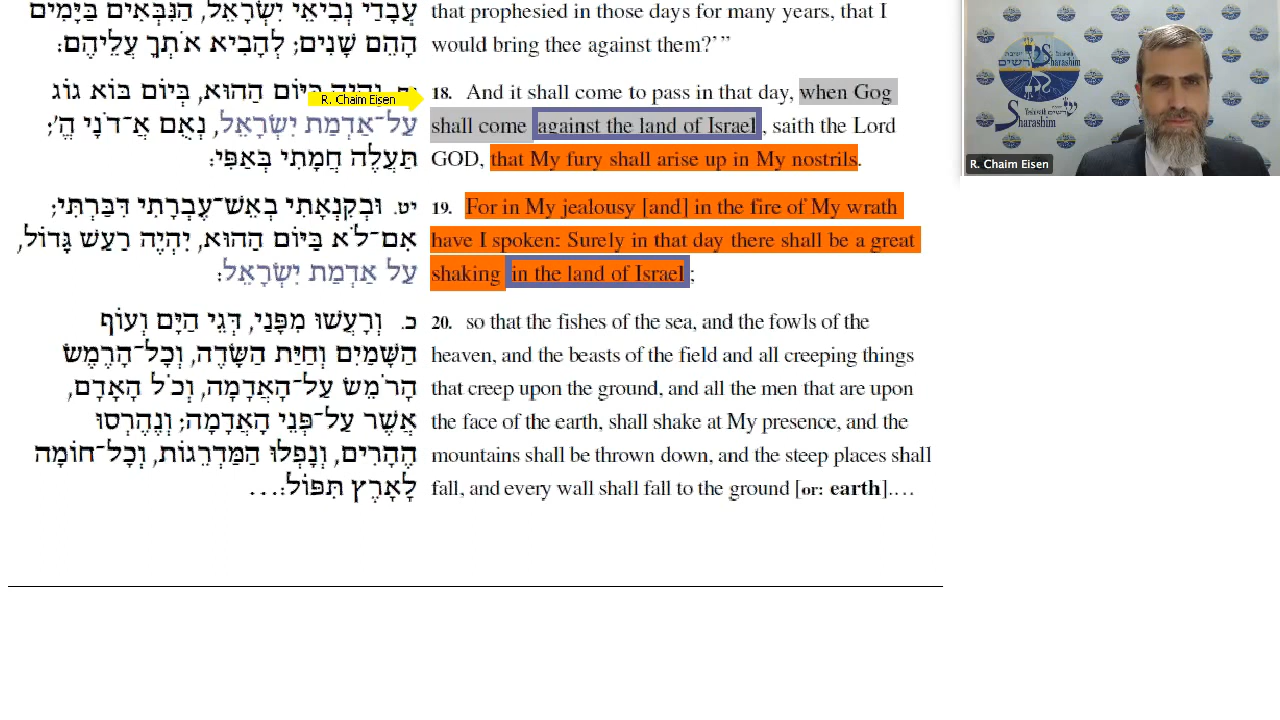 עֲבָדַי נְבִיאֵי יִשְׂרָאֵל, הַנִּבְּאִים בַּיָּמִים
הָהֵם שָׁנִים; לְהָבִיא אֹתְךָ עֲלֵיהֶם:
בַּיּוֹם הַהוּא, בְּיוֹם בּוֹא גוֹג
עַל־אַדְמַת יִשְׂרָאֵל, נְאֻם אֲ־דֹנָי הֱ';
תַּעֲלֶה חֲמָתִי בְּאַפִּי:
יט. וּבְקִנְאָתִי בְאֵשׁ־עֶבְרָתִי דִּבַּרְתִּי;
אִם־לֹא בַּיּוֹם הַהוּא, יִהְיֶה רַעַשׁ גָּדוֹל,
עַל אַדְמַת יִשְׂרָאֵל:
כ. וְרָעֲשׁוּ מִפָּנַי, דְּגֵי הַיָּם וְעוֹף
הַשָּׁמַיִם וְחַיַּת הַשָּׂדֶה, וְכָל־הָרֶמֶשׂ
הָרֹמֵשׂ עַל־הָאֲדָמָה, וְכֹל הָאָדָם,
אֲשֶׁר עַל־פְּנֵי הָאֲדָמָה; וְנֶהֶרְסוּ
הֶהָרִים, וְנָפְלוּ הַמַּדְרֵגוֹת, וְכָל־חוֹמָה
לָאָרֶץ תִּפּוֹל:...
that prophesied in those days for many years, that I
would bring thee against them?’”
R. Chaim Eisen
18. And it shall come to pass in that day, when Gog
shall come against the land of Israel, saith the Lord
GOD, that My fury shall arise up in My nostrils.
19. For in My jealousy [and] in the fire of My wrath
have I spoken: Surely in that day there shall be a great
shaking in the land of Israel;
20. so that the fishes of the sea, and the fowls of the
heaven, and the beasts of the field and all creeping things
that creep upon the ground, and all the men that are upon
the face of the earth, shall shake at My presence, and the
mountains shall be thrown down, and the steep places shall
fall, and every wall shall fall to the ground [or: earth]....
Sharashim
Yeshivath
Sharashim
R. Chaim Eisen